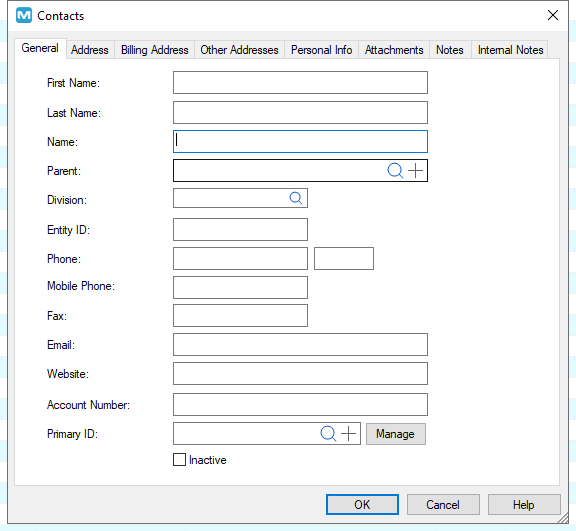 M Contacts
General Address Billing Address Other Addresses Personal Info Attachments Notes Internal Notes
First Name:
Last Name:
Name:
Parent:
Division:
Entity ID:
Phone:
Mobile Phone:
Fax:
Email:
Website:
Account Number:
Primary ID: Manage
Inactive
OK Cancel Help